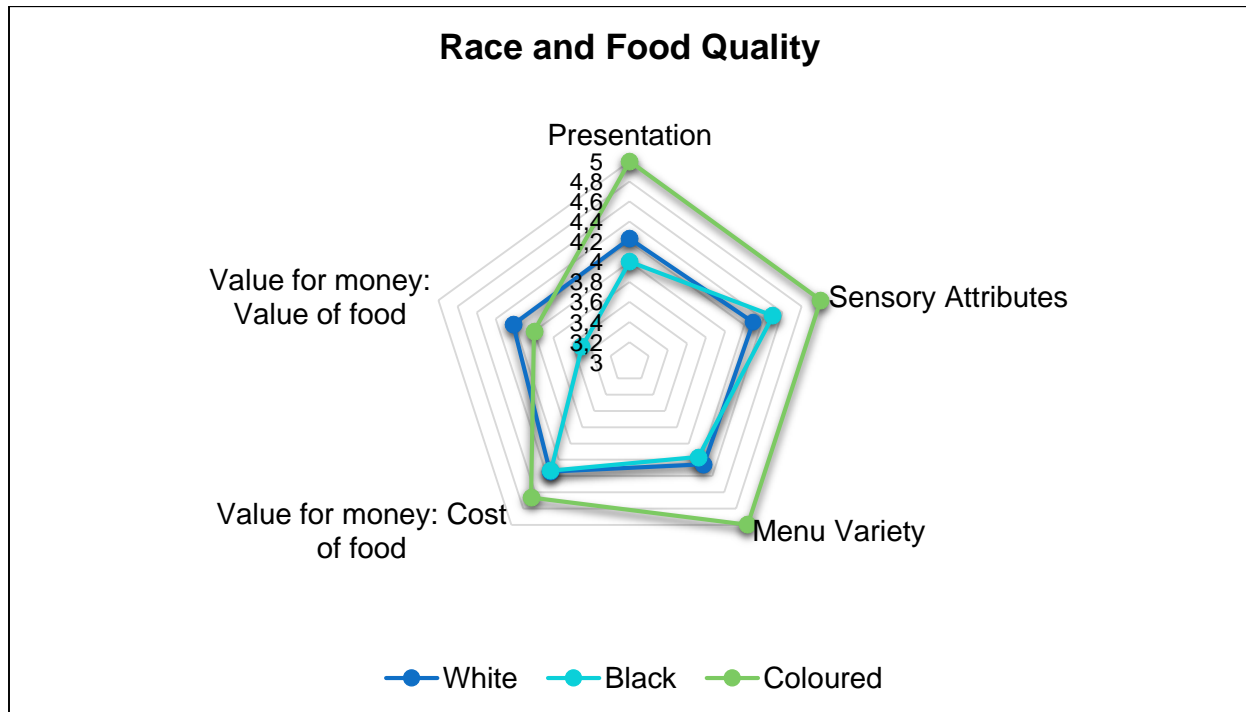 Race and Food Quality
Presentation
5
4,8
4,6
4,4
4,2
4
3,8
3,6
3,4
3,2
3
Sensory Attributes
Menu Variety
Value for money: Cost
of food
Value for money:
Value of food
White
Black
Coloured